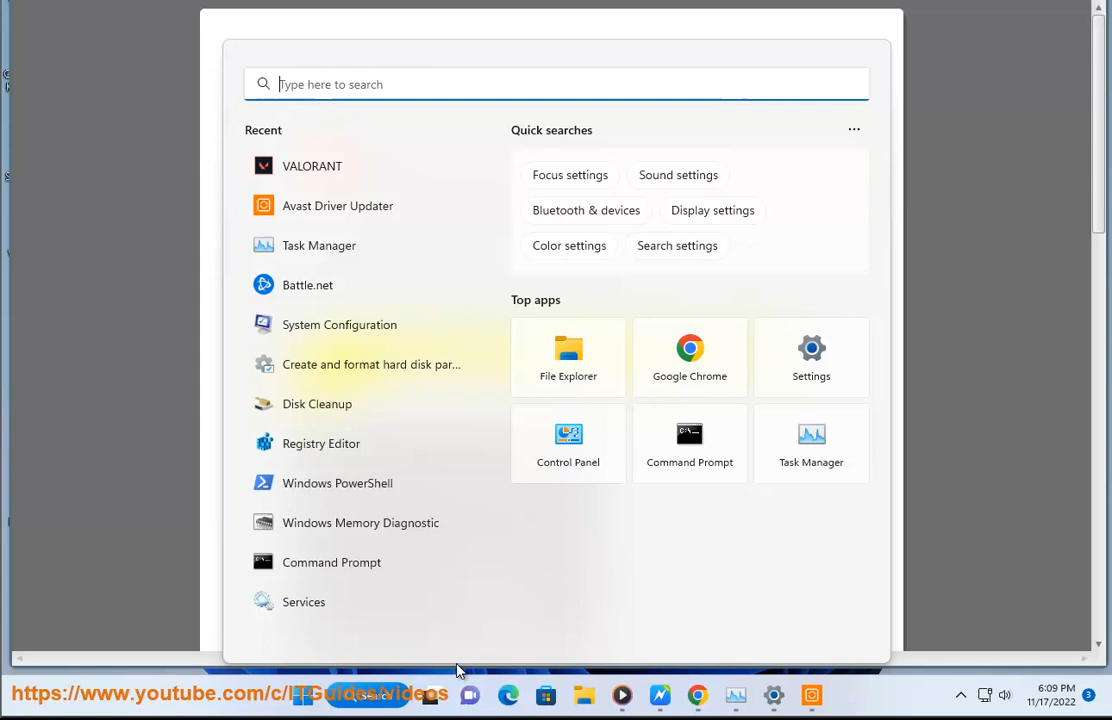 Type here to search
Recent
VALORANT
Avast Driver Updater
Task Manager
Battle.net
System Configuration
Create and format hard disk par...
Disk Cleanup
Registry Editor
Windows PowerShell
Windows Memory Diagnostic
Command Prompt
Services
Quick searches
Focus settings
Sound settings
Bluetooth & devices
Display settings
Color settings
Search settings
Top apps
File Explorer
Google Chrome
Settings
Control Panel
Command Prompt
Task Manager
https://www.youtube.com/c/ITGuides/videos
6:09 PM
11/17/2022
3